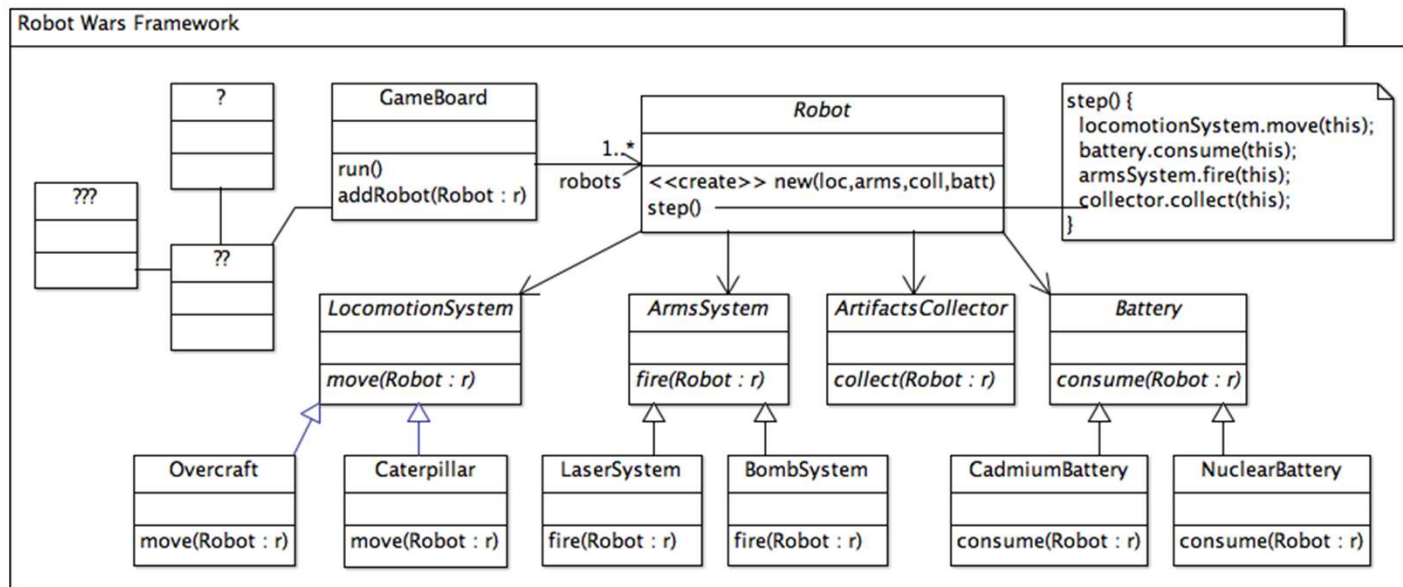 Robot Wars Framework
?
GameBoard
run()
addRobot(Robot : r)
1..*
robots
Robot
<<create>> new(loc,arms,coll,batt)
step()
step() {
locomotionSystem.move(this);
battery.consume(this);
armsSystem.fire(this);
collector.collect(this);
}
???
??
LocomotionSystem
move(Robot : r)
ArmsSystem
fire(Robot : r)
ArtifactsCollector
collect(Robot : r)
Battery
consume(Robot : r)
Overcraft
move(Robot : r)
Caterpillar
move(Robot : r)
LaserSystem
fire(Robot : r)
BombSystem
fire(Robot : r)
CadmiumBattery
consume(Robot : r)
NuclearBattery
consume(Robot : r)